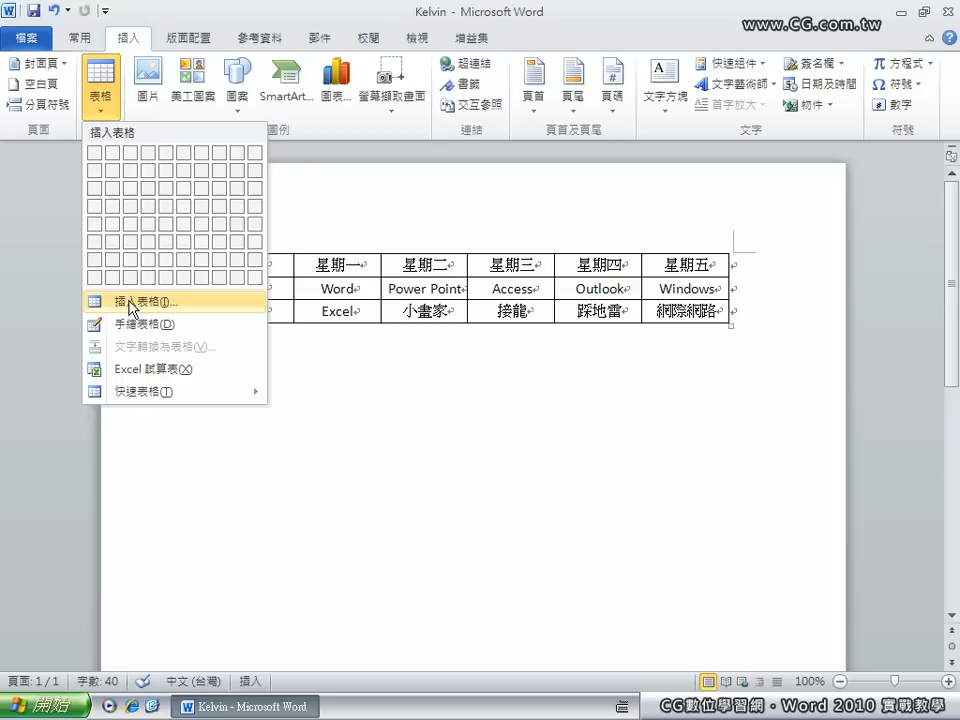 Kelvin - Microsoft Word
www.CG.com.tw
檔案 常用 插入 版面配置 參考資料 郵件 校閱 檢視 增益集
封面頁 空白頁 分頁符號
頁面
表格
圖片 美工圖案 圖案 SmartArt... 圖表... 螢幕擷取畫面
圖例
超連結 書籤 交互參照
連結
頁首 頁尾 頁碼
頁首及頁尾
文字方塊 快速組件 文字藝術師 首字放大 簽名欄 日期及時間 物件
文字
方程式 符號 數字
符號
插入表格
插入表格(I)...
手繪表格(D)
文字轉換為表格(V)...
Excel 試算表(X)
快速表格(T)
星期一 星期二 星期三 星期四 星期五
Word Power Point Access Outlook Windows
Excel 小畫家 接龍 踩地雷 網際網路
頁面: 1 / 1 字數: 40 中文 (台灣) 插入 100%
開始 Kelvin - Microsoft Word
CG數位學習網・Word 2010 實戰教學